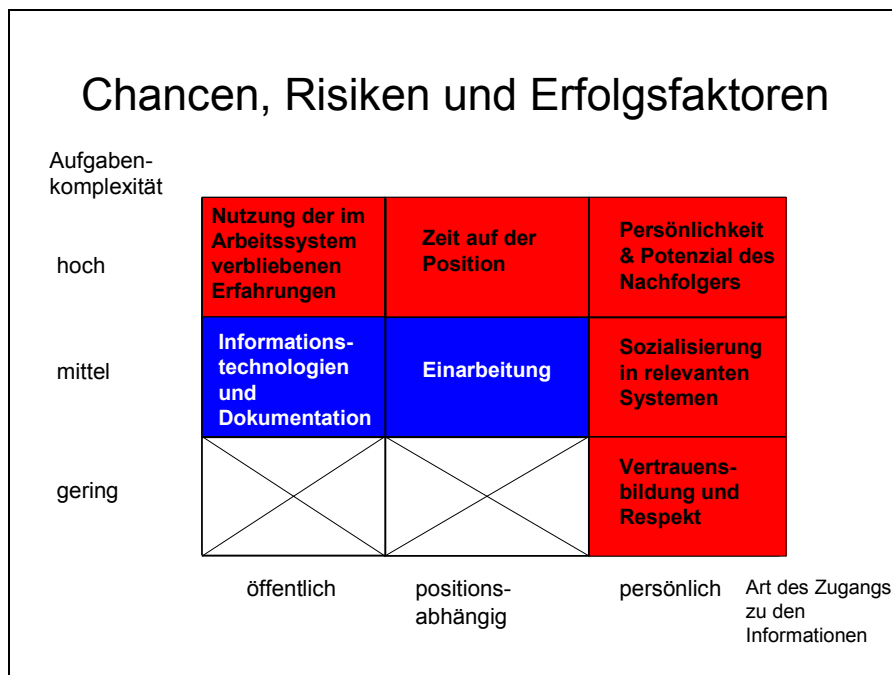 Chancen, Risiken und Erfolgsfaktoren
Aufgaben-
komplexität
hoch
Nutzung der im
Arbeitssystem
verbliebenen
Erfahrungen
Zeit auf der
Position
Persönlichkeit
& Potenzial des
Nachfolgers
mittel
Informations-
technologien
und
Dokumentation
Einarbeitung
Sozialisierung
in relevanten
Systemen
gering
Vertrauens-
bildung und
Respekt
öffentlich
positions-
abhängig
persönlich
Art des Zugangs
zu den
Informationen